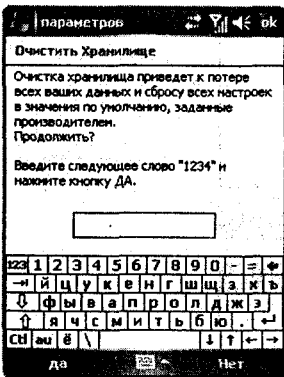 параметров ok
Очистить Хранилище
Очистка хранилища приведет к потере
всех ваших данных и сбросу всех настроек
в значения по умолчанию, заданные
производителем.
Продолжить?
Введите следующее слово "1234" и
нажмите кнопку ДА.
123 1 2 3 4 5 6 7 8 9 0 - =
й ц у к е н г ш щ з х ъ
ф ы в а п р о л д ж э
я ч с м и т ь б ю .
Ctl au ё \
да Нет